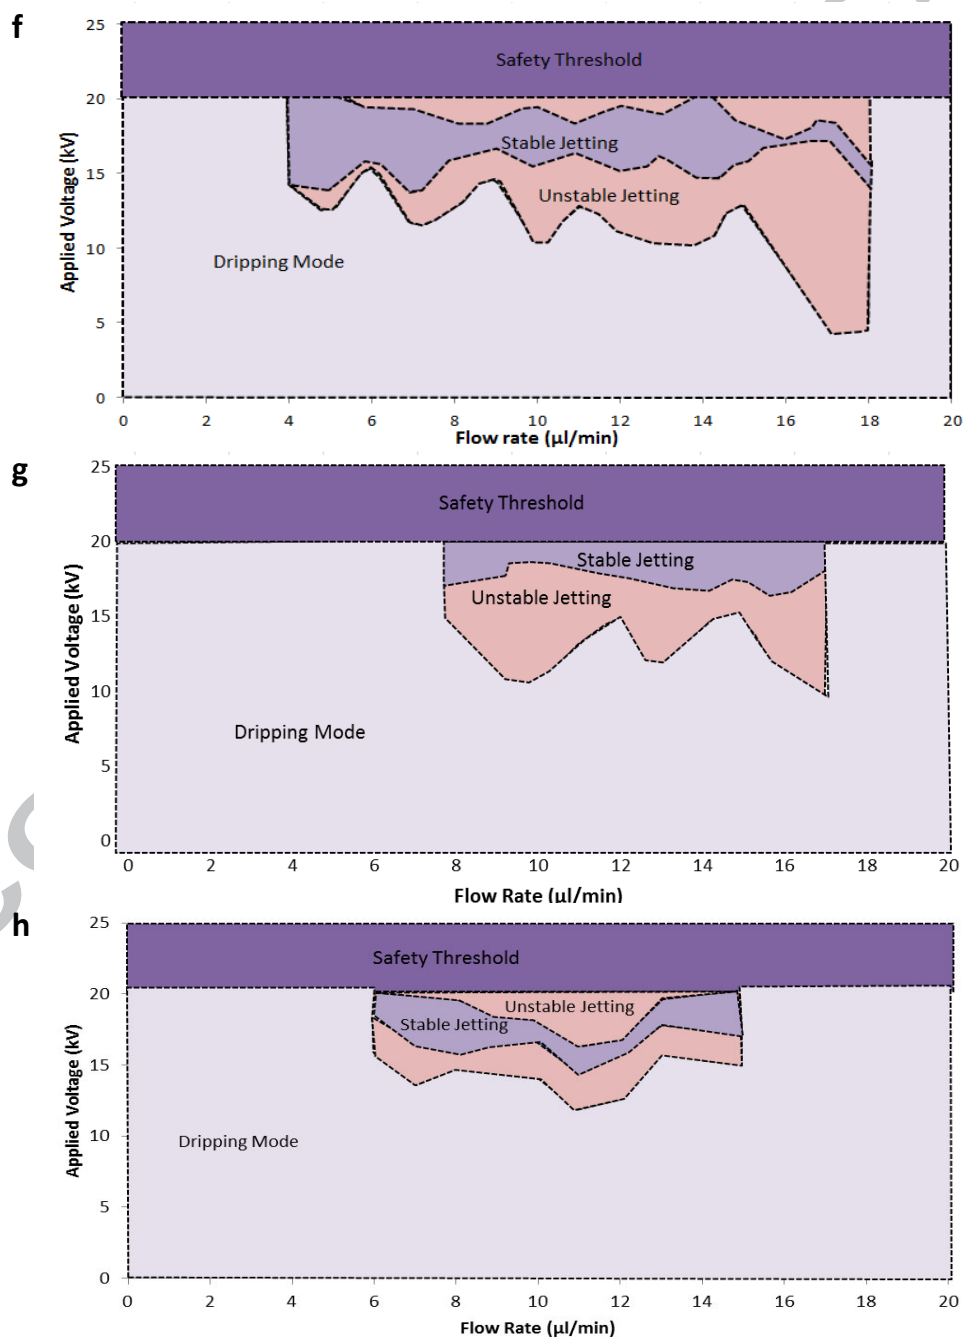 f
25
Safety Threshold
20
Stable Jetting
15
Unstable Jetting
10
Dripping Mode
5
0
Applied Voltage (kV)
0 2 4 6 8 10 12 14 16 18 20
Flow rate (µl/min)
g
25
Safety Threshold
20
Stable Jetting
Unstable Jetting
15
10
Dripping Mode
5
0
Applied Voltage (kV)
0 2 4 6 8 10 12 14 16 18 20
Flow Rate (µl/min)
h
25
Safety Threshold
20
Unstable Jetting
Stable Jetting
15
10
Dripping Mode
5
0
Applied Voltage (kV)
0 2 4 6 8 10 12 14 16 18 20
Flow Rate (µl/min)